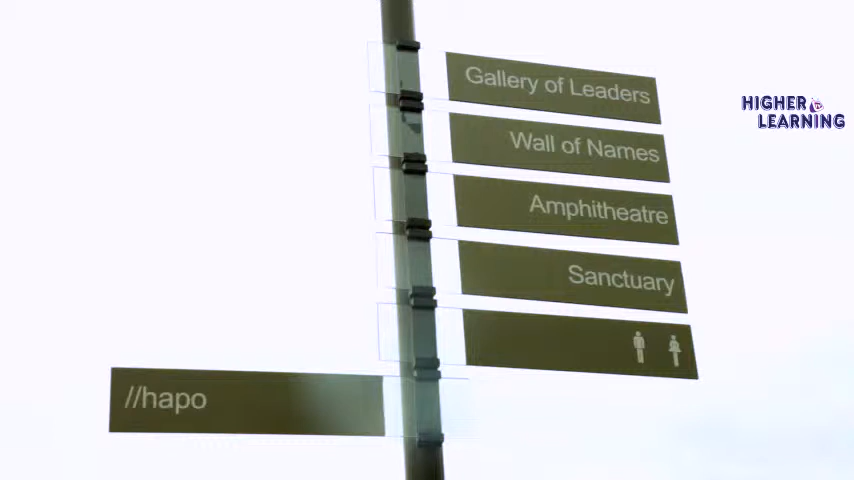 Gallery of Leaders
Wall of Names
Amphitheatre
Sanctuary
//hapo
HIGHER
LEARNING